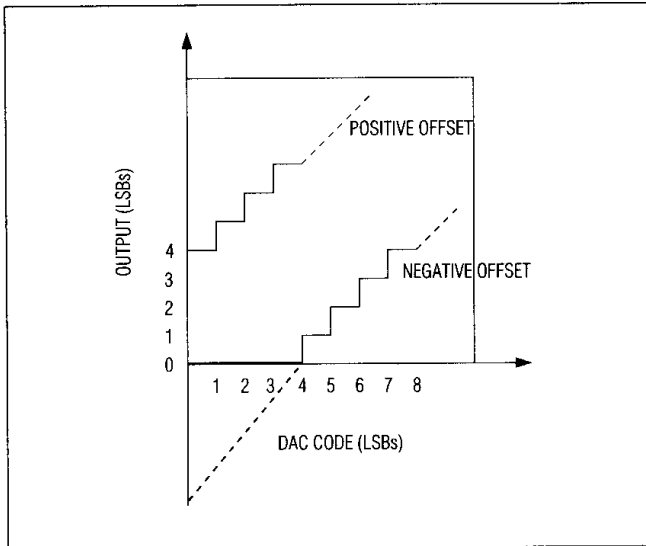 POSITIVE OFFSET
OUTPUT (LSBs)
4
3
2
1
0
NEGATIVE OFFSET
1 2 3 4 5 6 7 8
DAC CODE (LSBs)